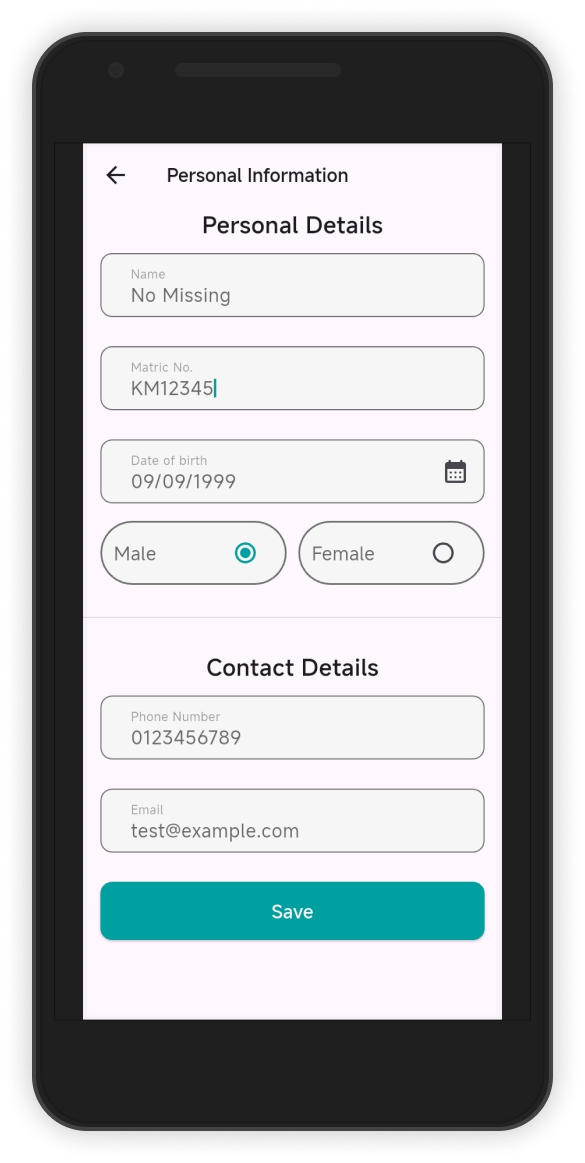 Personal Information
Personal Details
Name
No Missing
Matric No.
KM12345
Date of birth
09/09/1999
Male
Female
Contact Details
Phone Number
0123456789
Email
test@example.com
Save